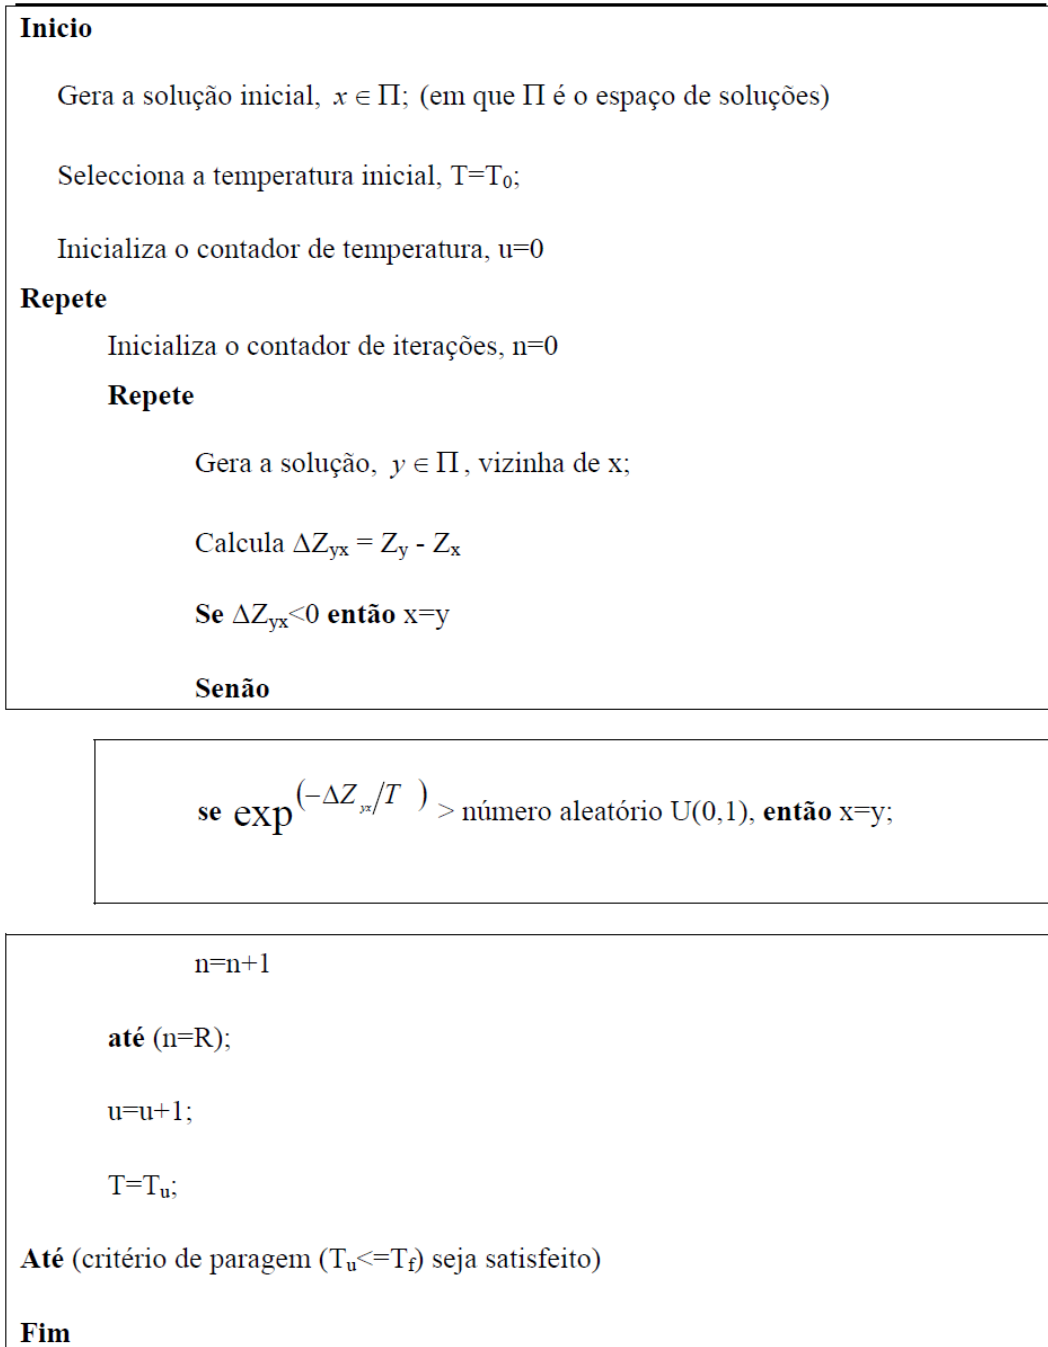 Inicio
Gera a solução inicial, x ∈ Π; (em que Π é o espaço de soluções)
Selecciona a temperatura inicial, T=T₀;
Inicializa o contador de temperatura, u=0
Repete
Inicializa o contador de iterações, n=0
Repete
Gera a solução, y ∈ Π, vizinha de x;
Calcula ΔZyx = Zy - Zx
Se ΔZyx<0 então x=y
Senão
se exp(−ΔZyx/T ) > número aleatório U(0,1), então x=y;
n=n+1
até (n=R);
u=u+1;
T=Tu;
Até (critério de paragem (Tu<=Tf) seja satisfeito)
Fim